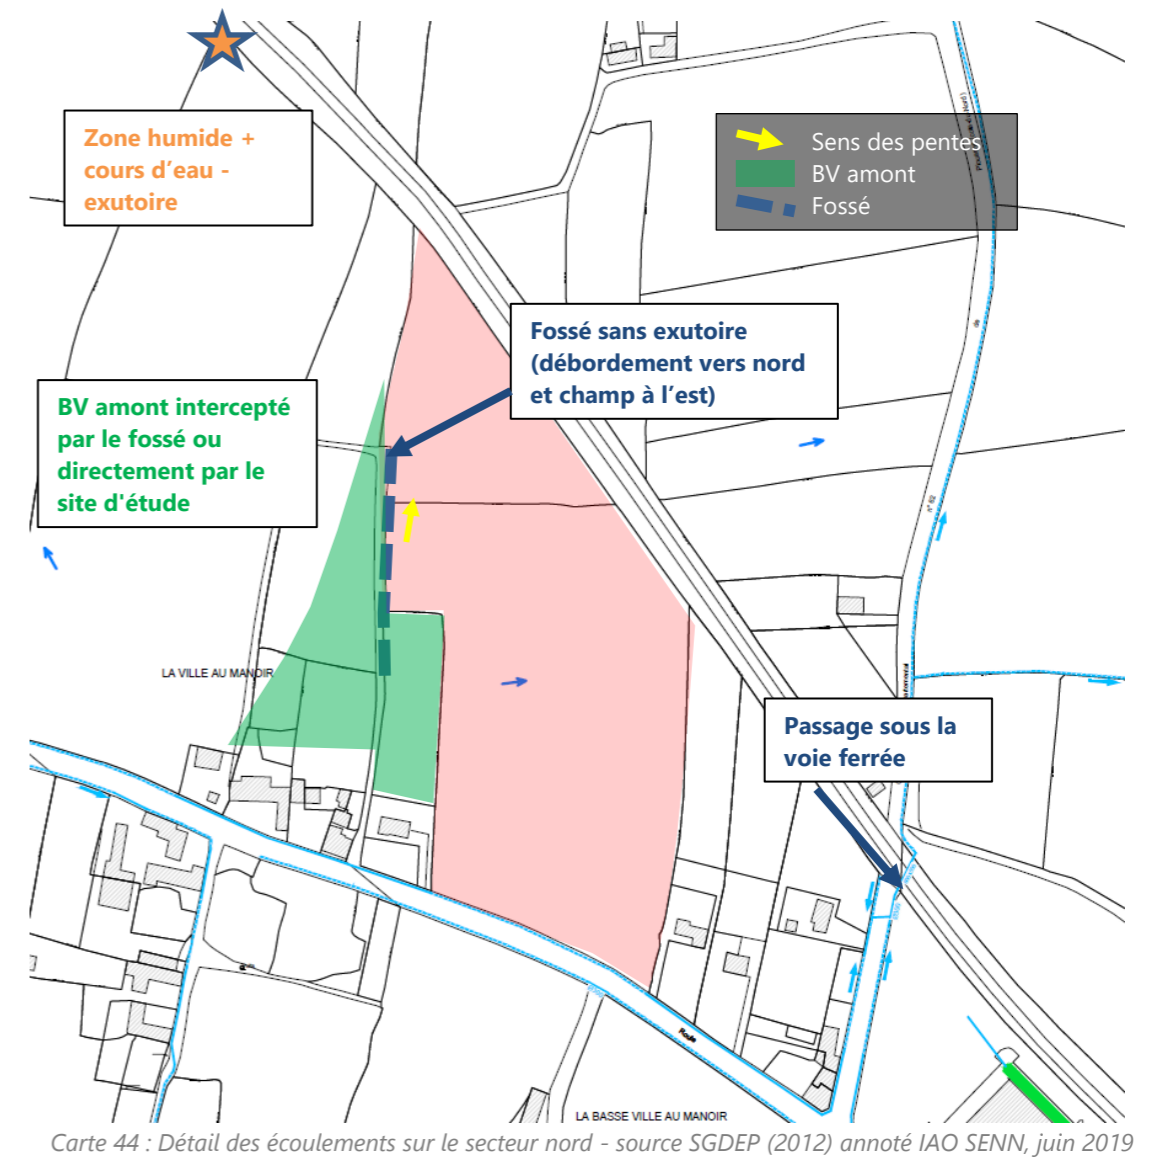 Zone humide +
cours d’eau -
exutoire
Sens des pentes
BV amont
Fossé
Fossé sans exutoire
(débordement vers nord
et champ à l’est)
BV amont intercepté
par le fossé ou
directement par le
site d'étude
n° 62
de
LA VILLE AU MANOIR
Passage sous la
voie ferrée
Route
LA BASSE VILLE AU MANOIR
Carte 44 : Détail des écoulements sur le secteur nord - source SGDEP (2012) annoté IAO SENN, juin 2019